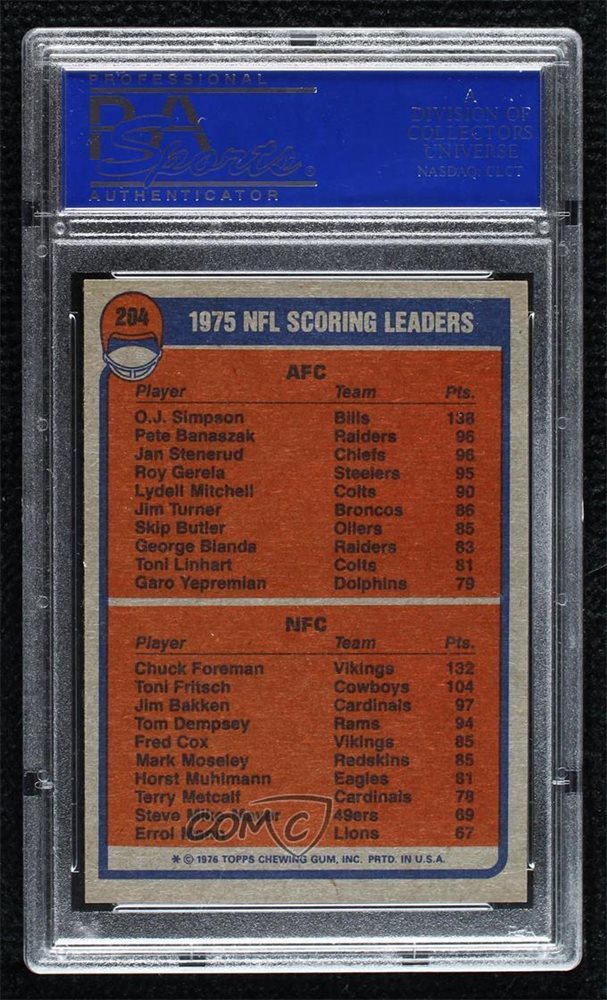 PROFESSIONAL
PSA
Sports®
AUTHENTICATOR
A
DIVISION OF
COLLECTORS
UNIVERSE
NASDAQ: CLCT
204
1975 NFL SCORING LEADERS
AFC
Player Team Pts.
O.J. Simpson Bills 138
Pete Banaszak Raiders 96
Jan Stenerud Chiefs 96
Roy Gerela Steelers 95
Lydell Mitchell Colts 90
Jim Turner Broncos 86
Skip Butler Oilers 85
George Blanda Raiders 83
Toni Linhart Colts 81
Garo Yepremian Dolphins 79
NFC
Player Team Pts.
Chuck Foreman Vikings 132
Toni Fritsch Cowboys 104
Jim Bakken Cardinals 97
Tom Dempsey Rams 94
Fred Cox Vikings 85
Mark Moseley Redskins 85
Horst Muhlmann Eagles 81
Terry Metcalf Cardinals 78
Steve Mike-Mayer 49ers 69
Errol Mann Lions 67
COMC
* © 1976 TOPPS CHEWING GUM, INC. PRTD. IN U.S.A.